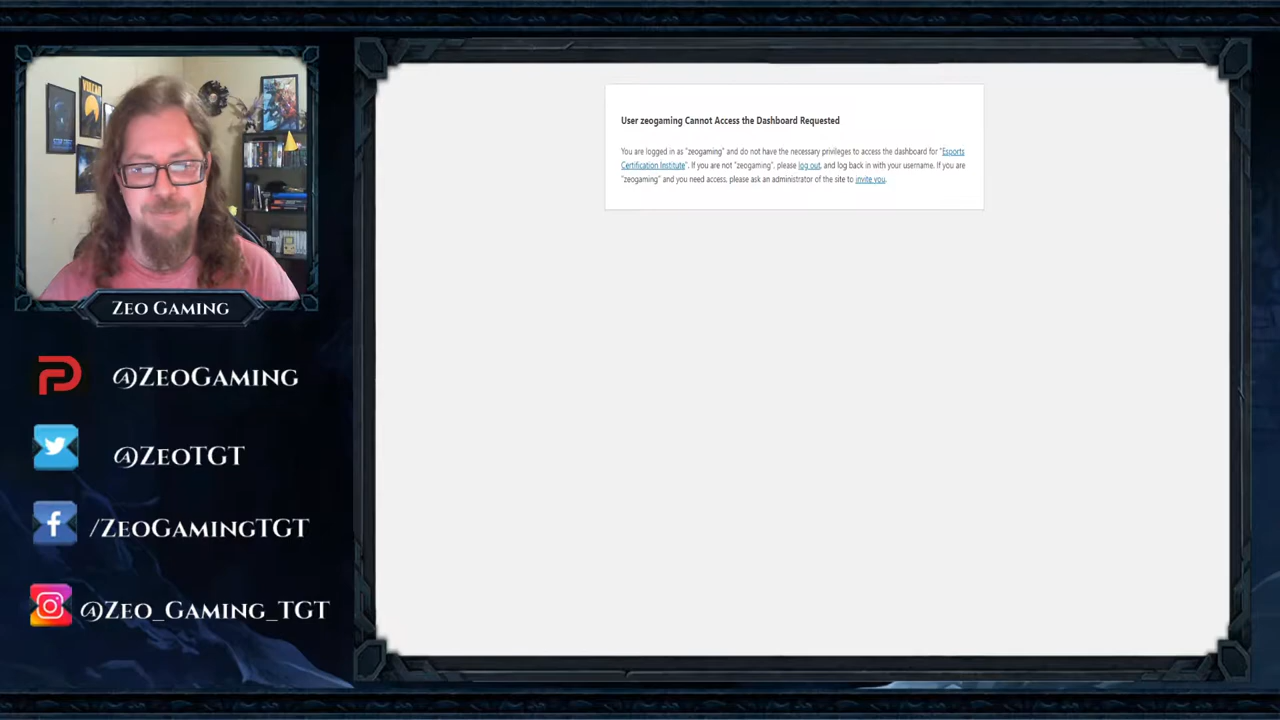 User zeogaming Cannot Access the Dashboard Requested
You are logged in as "zeogaming" and do not have the necessary privileges to access the dashboard for "Esports
Certification Institute". If you are not "zeogaming", please log out, and log back in with your username. If you are
"zeogaming" and you need access, please ask an administrator of the site to invite you.
VULCAN
Zeo Gaming
@ZeoGaming
@ZeoTGT
/ZeoGamingTGT
@Zeo_Gaming_TGT